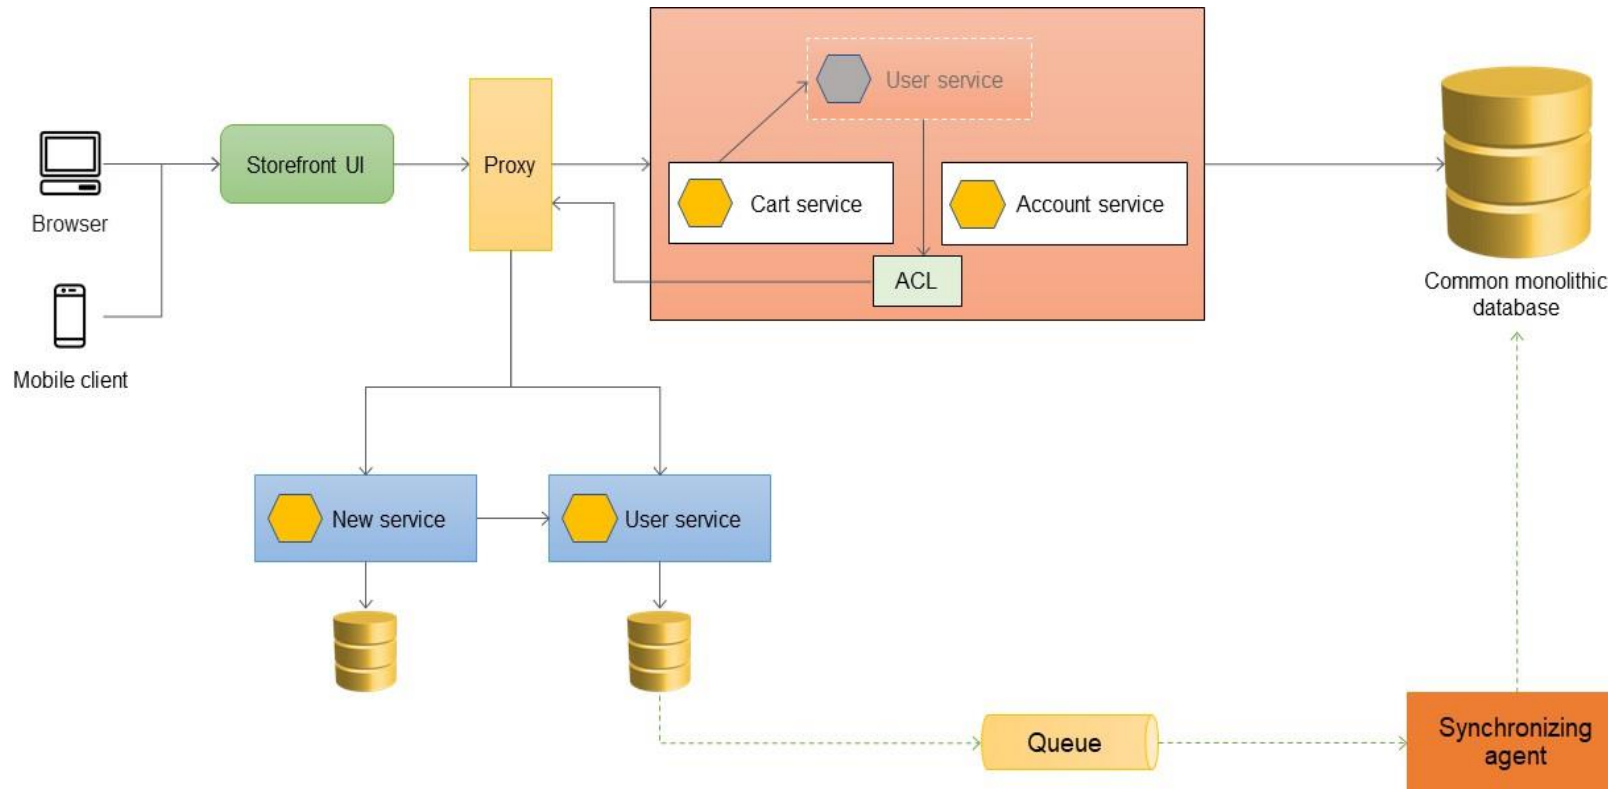 User service
Storefront UI
Proxy
Browser
Cart service
Account service
ACL
Common monolithic
database
Mobile client
New service
User service
Queue
Synchronizing
agent